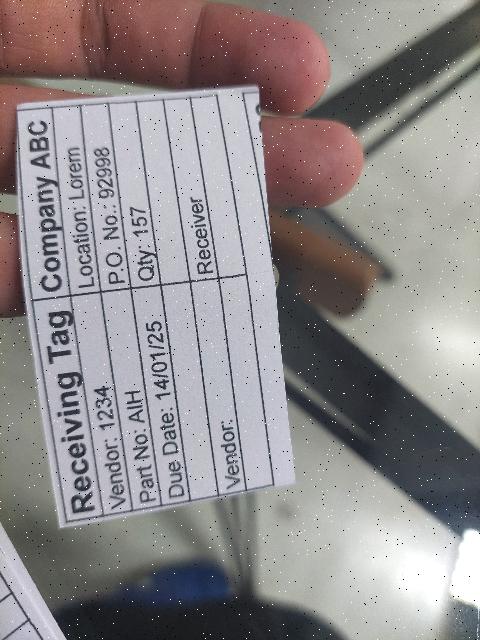 Receiving Tag Company ABC
Vendor: 1234 Location: Lorem
Part No: AIH P.O. No.: 92998
Due Date: 14/01/25 Qty: 157
Receiver
Vendor: